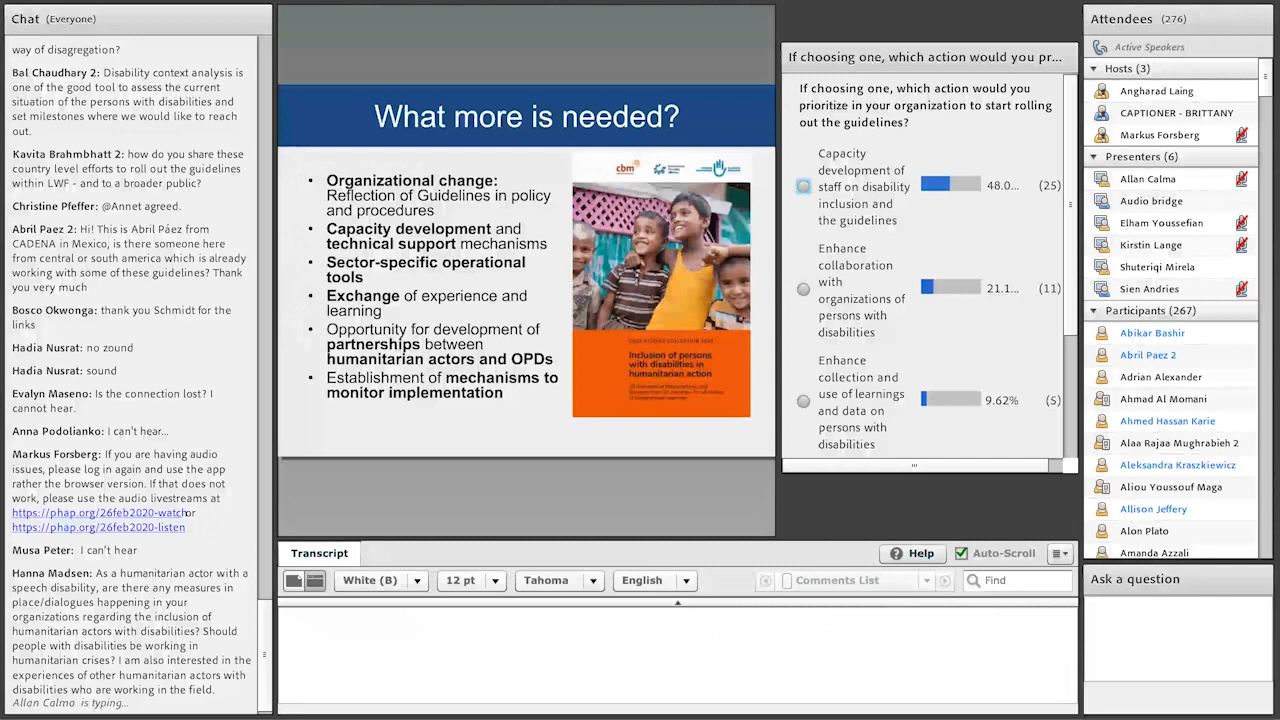 Chat (Everyone)
way of disagregation?
Bal Chaudhary 2: Disability context analysis is
one of the good tool to assess the current
situation of the persons with disabilities and
set milestones where we would like to reach
out.
Kavita Brahmbhatt 2: how do you share these
country level efforts to roll out the guidelines
within LWF - and to a broader public?
Christine Pfeffer: @Annet agreed.
Abril Paez 2: Hi! This is Abril Páez from
CADENA in Mexico, is there someone here
from central or south america which is already
working with some of these guidelines? Thank
you very much
Bosco Okwonga: thank you Schmidt for the
links
Hadia Nusrat: no zound
Hadia Nusrat: sound
Evalyn Maseno: Is the connection lost? I
cannot hear.
Anna Podolianko: I can't hear...
Markus Forsberg: If you are having audio
issues, please log in again and use the app
rather the browser version. If that does not
work, please use the audio livestreams at
https://phap.org/26feb2020-watch or
https://phap.org/26feb2020-listen
Musa Peter: I can't hear
Hanna Madsen: As a humanitarian actor with a
speech disability, are there any measures in
place/dialogues happening in your
organizations regarding the inclusion of
humanitarian actors with disabilities? Should
people with disabilities be working in
humanitarian crises? I am also interested in the
experiences of other humanitarian actors with
disabilities who are working in the field.
Allan Calma is typing...
What more is needed?
• Organizational change:
Reflection of Guidelines in policy
and procedures
• Capacity development and
technical support mechanisms
• Sector-specific operational
tools
• Exchange of experience and
learning
• Opportunity for development of
partnerships between
humanitarian actors and OPDs
• Establishment of mechanisms to
monitor implementation
cbm
Inclusion of persons
with disabilities in
humanitarian action
If choosing one, which action would you pr...
If choosing one, which action would you
prioritize in your organization to start rolling
out the guidelines?
Capacity
development of
staff on disability
inclusion and
the guidelines
48.0... (25)
Enhance
collaboration
with
organizations of
persons with
disabilities
21.1... (11)
Enhance
collection and
use of learnings
and data on
persons with
disabilities
9.62% (5)
Transcript
Help
Auto-Scroll
White (B)
12 pt
Tahoma
English
Comments List
Find
Attendees (276)
Active Speakers
Hosts (3)
Angharad Laing
CAPTIONER - BRITTANY
Markus Forsberg
Presenters (6)
Allan Calma
Audio bridge
Elham Youssefian
Kirstin Lange
Shuteriqi Mirela
Sien Andries
Participants (267)
Abikar Bashir
Abril Paez 2
Adrian Alexander
Ahmad Al Momani
Ahmed Hassan Karie
Alaa Rajaa Mughrabieh 2
Aleksandra Kraszkiewicz
Aliou Youssouf Maga
Allison Jeffery
Alon Plato
Amanda Azzali
Ask a question